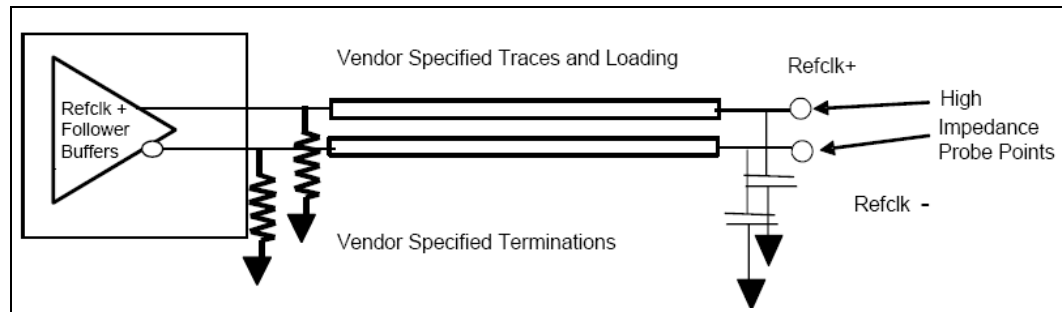 Vendor Specified Traces and Loading
Refclk+
Refclk +
Follower
Buffers
High
Impedance
Probe Points
Refclk -
Vendor Specified Terminations